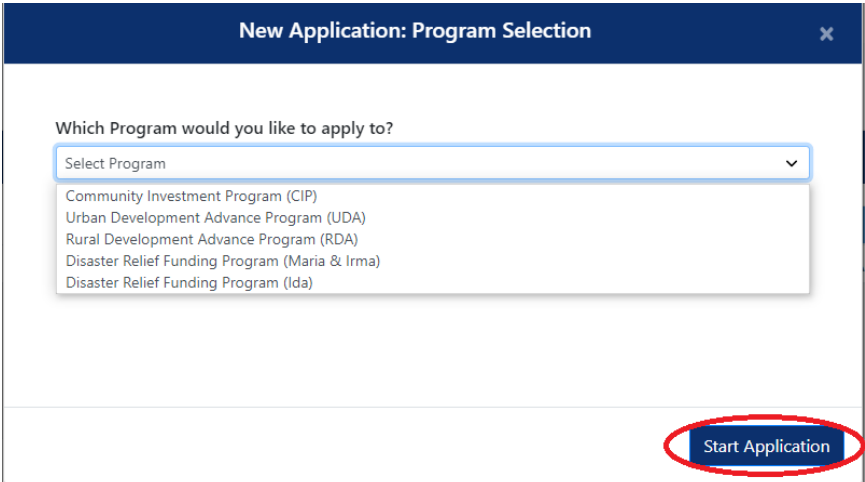 New Application: Program Selection
×
Which Program would you like to apply to?
Select Program
Community Investment Program (CIP)
Urban Development Advance Program (UDA)
Rural Development Advance Program (RDA)
Disaster Relief Funding Program (Maria & Irma)
Disaster Relief Funding Program (Ida)
Start Application